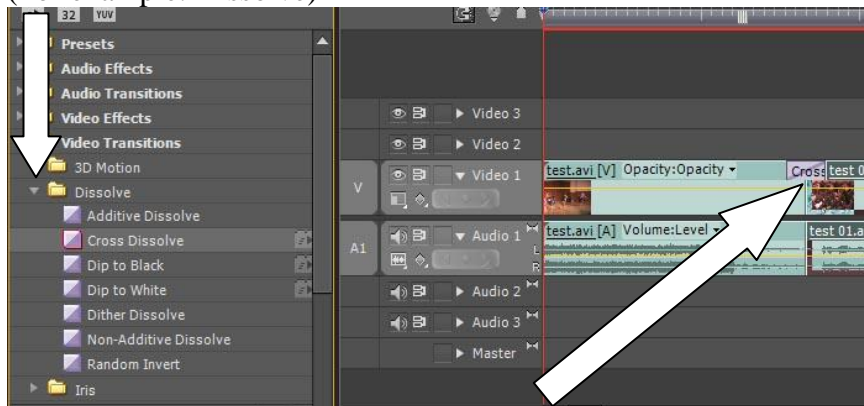 32 YUV
Presets
Audio Effects
Audio Transitions
Video Effects
Video Transitions
3D Motion
Dissolve
Additive Dissolve
Cross Dissolve
Dip to Black
Dip to White
Dither Dissolve
Non-Additive Dissolve
Random Invert
Iris
Video 3
Video 2
V
Video 1
test.avi [V] Opacity:Opacity
Cross
test 0
A1
Audio 1
L
R
test.avi [A] Volume:Level
test 01.a
Audio 2
Audio 3
Master